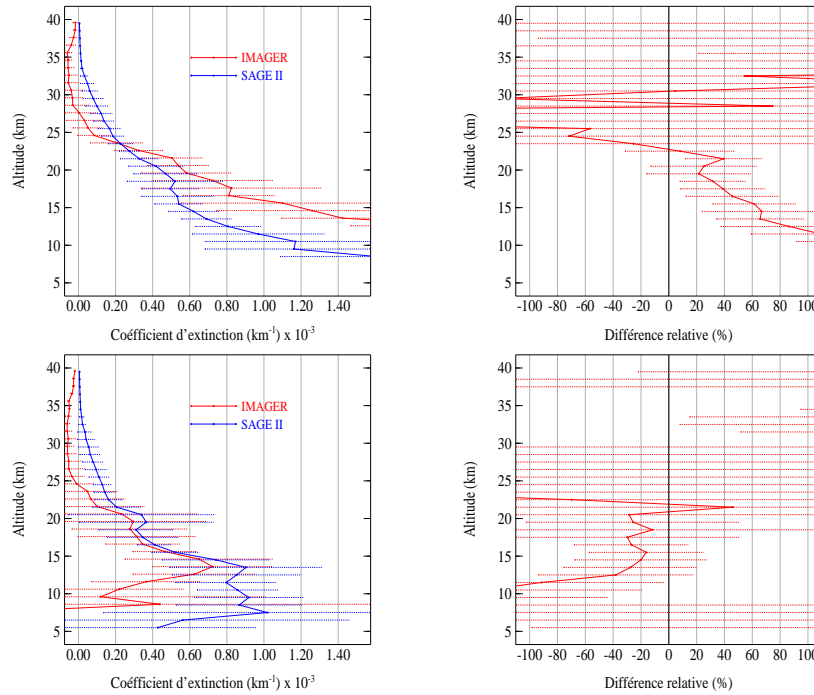 Altitude (km)
40
35
30
25
20
15
10
5
IMAGER
SAGE II
0.00 0.20 0.40 0.60 0.80 1.00 1.20 1.40
Coéfficient d'extinction (km-1) x 10-3
Altitude (km)
40
35
30
25
20
15
10
5
-100 -80 -60 -40 -20 0 20 40 60 80 100
Différence relative (%)
Altitude (km)
40
35
30
25
20
15
10
5
IMAGER
SAGE II
0.00 0.20 0.40 0.60 0.80 1.00 1.20 1.40
Coéfficient d'extinction (km-1) x 10-3
Altitude (km)
40
35
30
25
20
15
10
5
-100 -80 -60 -40 -20 0 20 40 60 80 100
Différence relative (%)